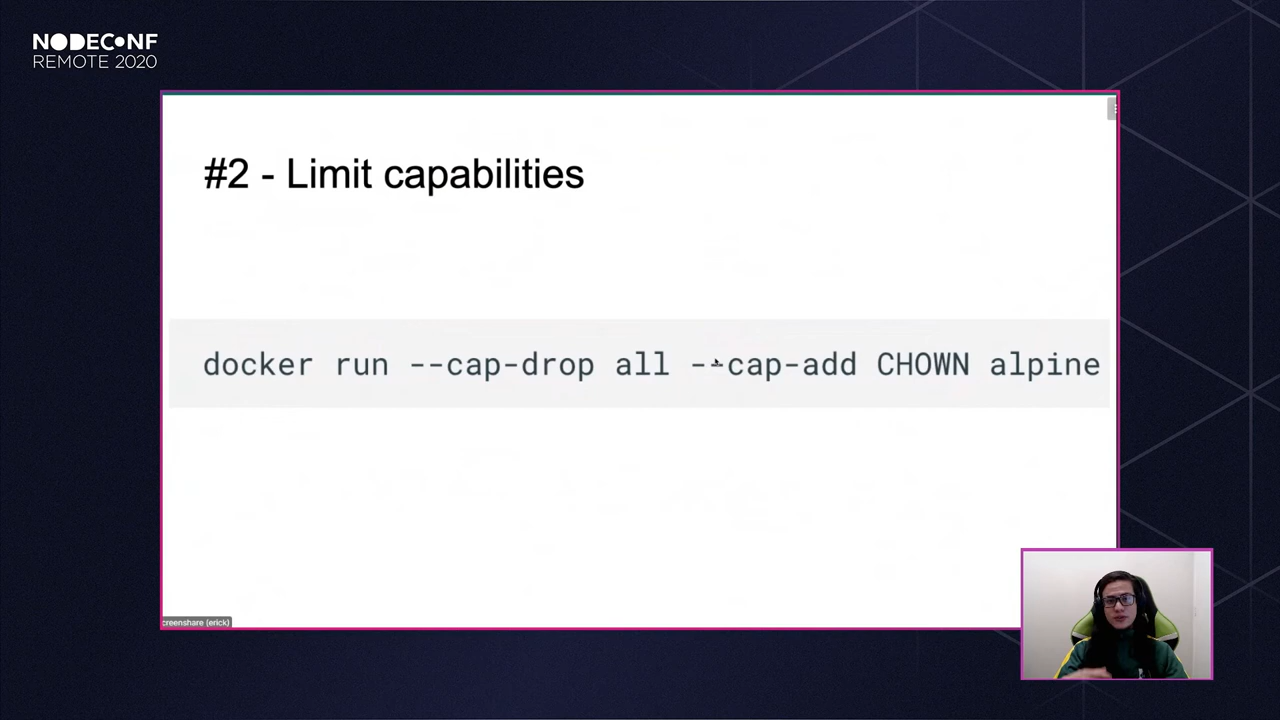 NODECONF
REMOTE 2020
#2 - Limit capabilities
docker run --cap-drop all --cap-add CHOWN alpine
creenshare (erick)